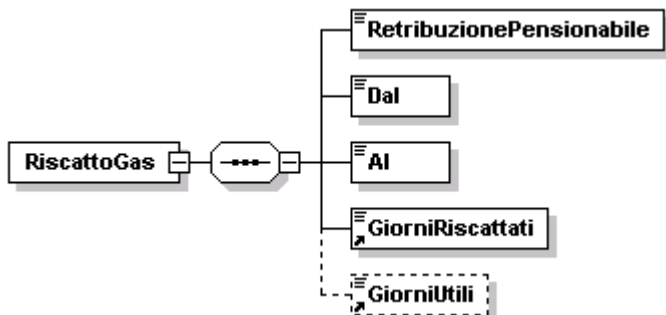 RetribuzionePensionabile
Dal
RiscattoGas
Al
GiorniRiscattati
GiorniUtili